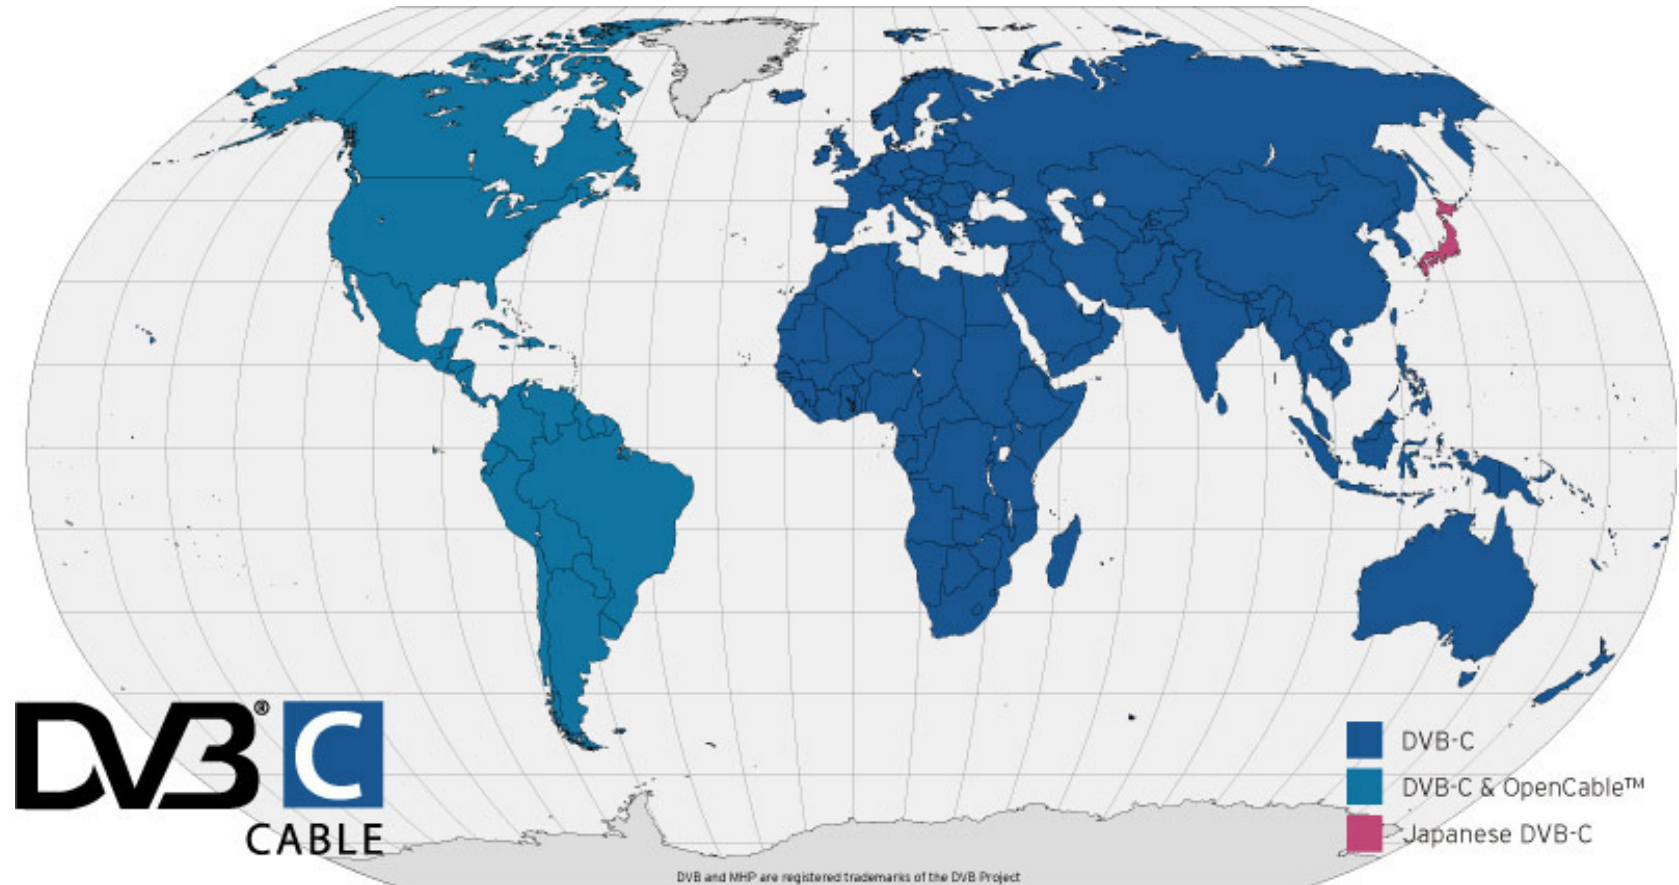 DVB® C
CABLE
DVB-C
DVB-C & OpenCable™
Japanese DVB-C
DVB and MHP are registered trademarks of the DVB Project